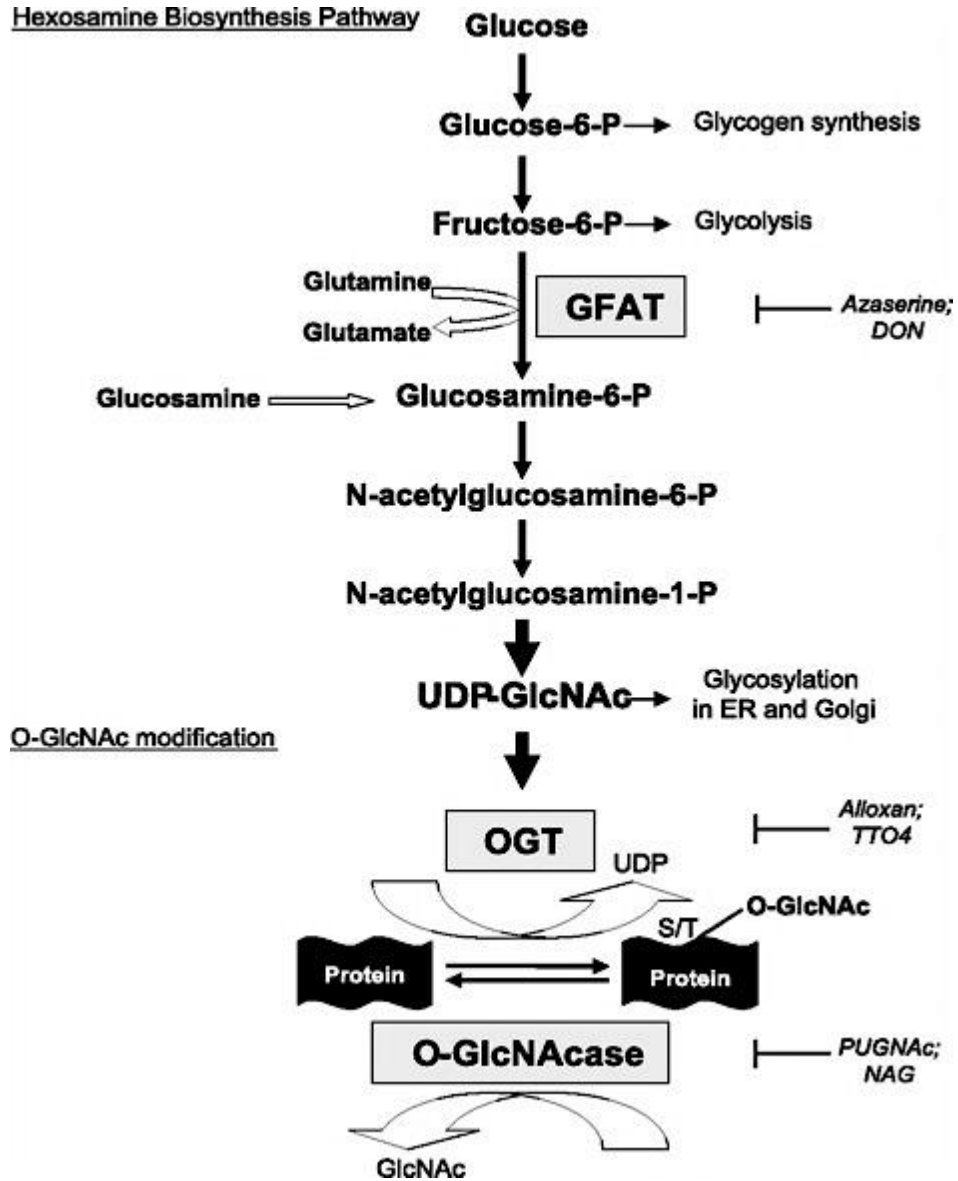 Hexosamine Biosynthesis Pathway
Glucose
Glucose-6-P
Glycogen synthesis
Fructose-6-P
Glycolysis
Glutamine
GFAT
Azaserine;
DON
Glutamate
Glucosamine
Glucosamine-6-P
N-acetylglucosamine-6-P
N-acetylglucosamine-1-P
UDP-GlcNAc
Glycosylation
in ER and Golgi
O-GlcNAc modification
OGT
Alloxan;
TTO4
UDP
O-GlcNAc
S/T
Protein
Protein
O-GlcNAcase
PUGNAc;
NAG
GlcNAc